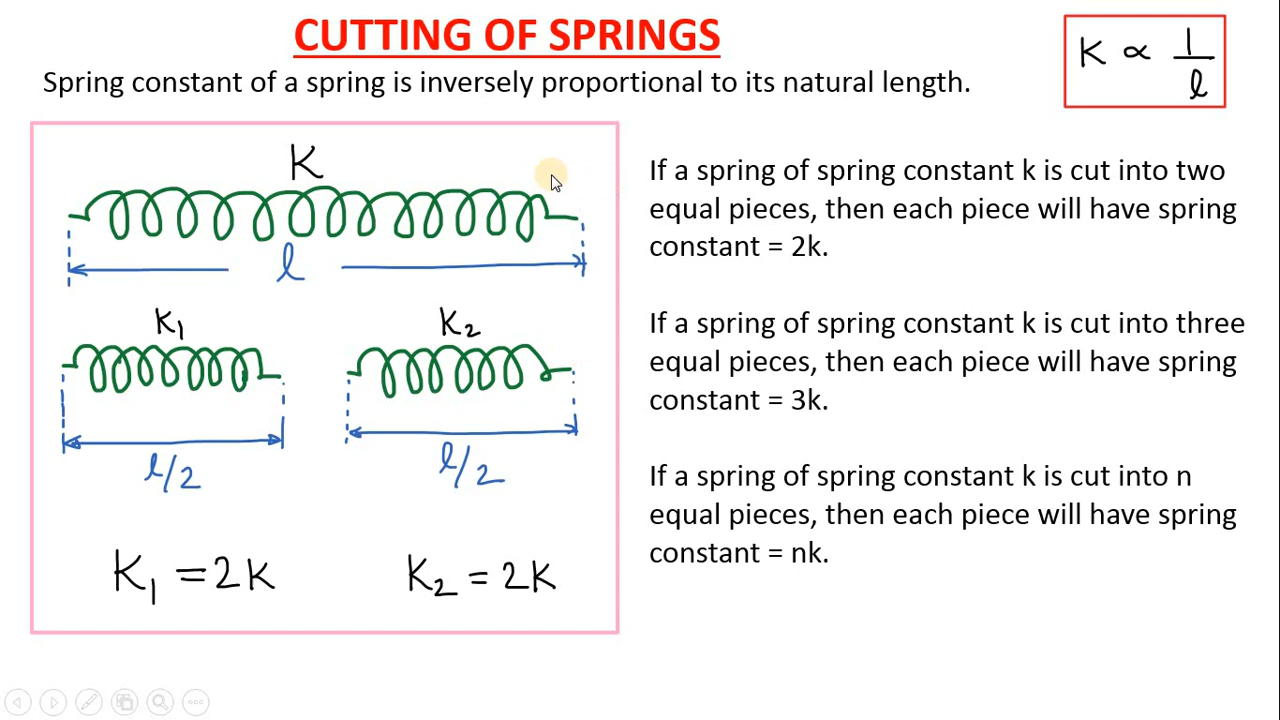 CUTTING OF SPRINGS
K ∝ 1/l
Spring constant of a spring is inversely proportional to its natural length.
K
l
K₁
K₂
l/2
l/2
K₁ = 2K
K₂ = 2K
If a spring of spring constant k is cut into two
equal pieces, then each piece will have spring
constant = 2k.
If a spring of spring constant k is cut into three
equal pieces, then each piece will have spring
constant = 3k.
If a spring of spring constant k is cut into n
equal pieces, then each piece will have spring
constant = nk.